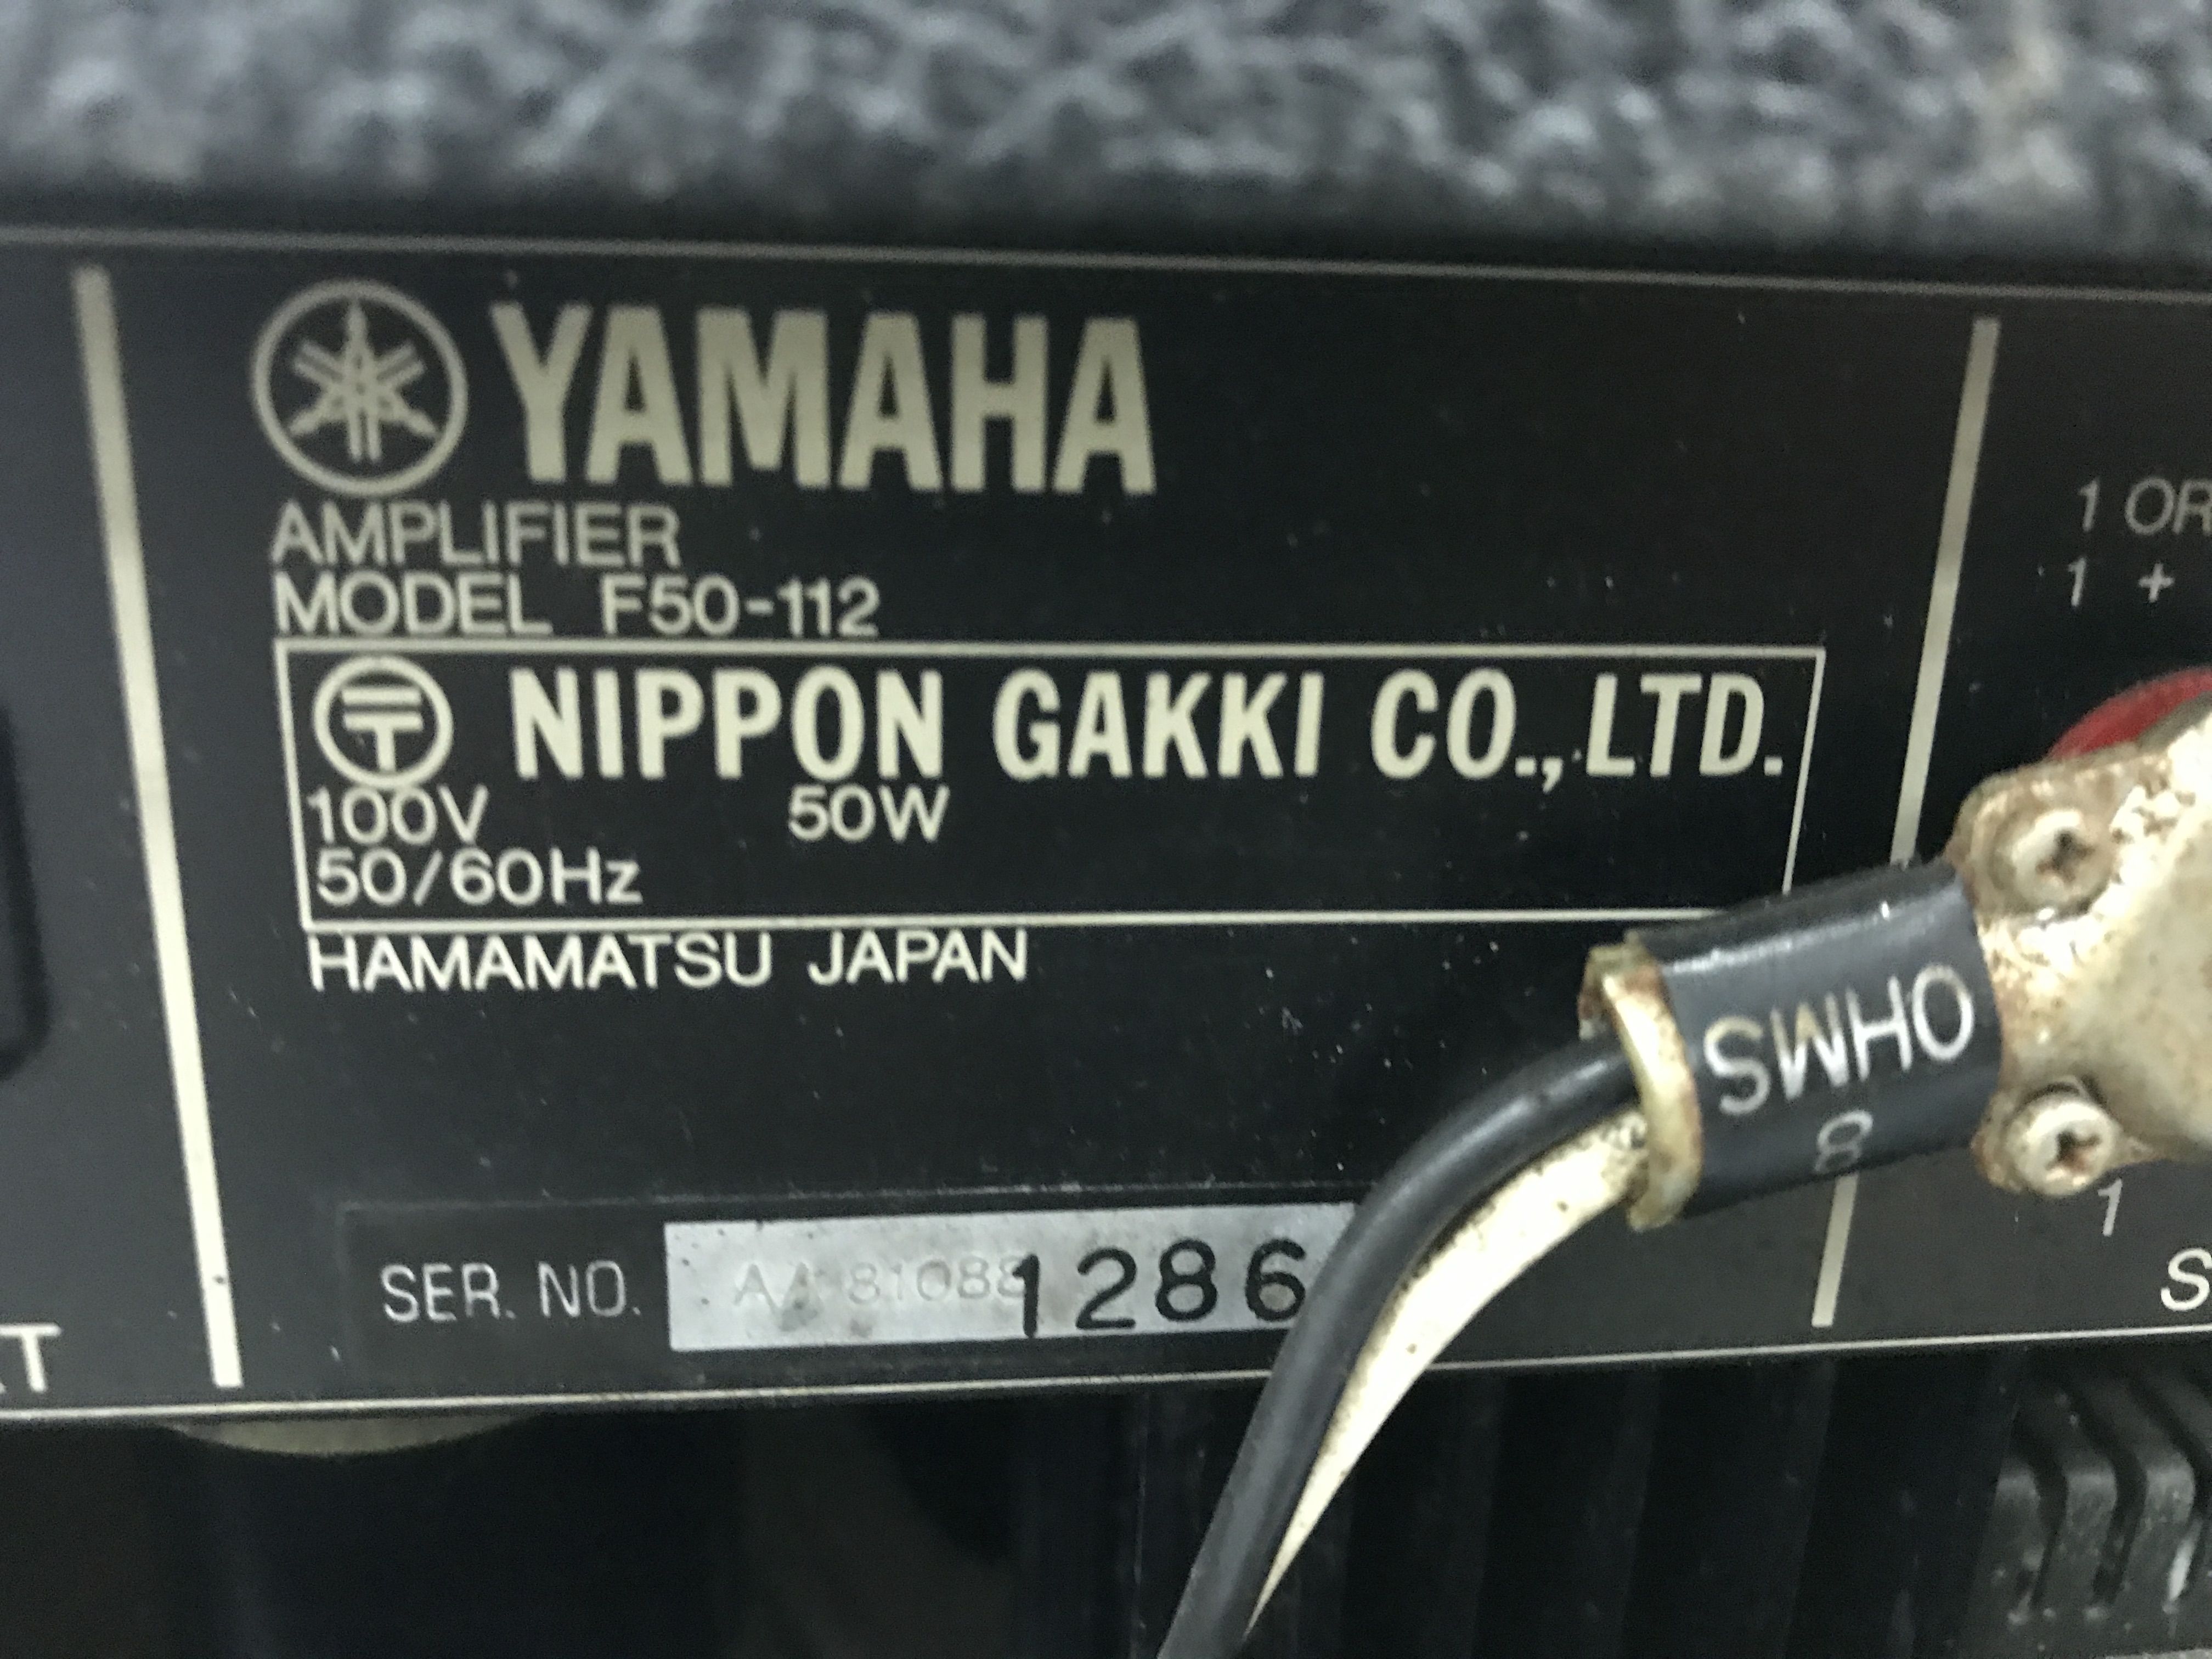 YAMAHA
AMPLIFIER
MODEL F50-112
NIPPON GAKKI CO., LTD.
100V 50W
50/60Hz
HAMAMATSU JAPAN
SER. NO. 1286
1 OR
1 +
OHMS
8
1
S